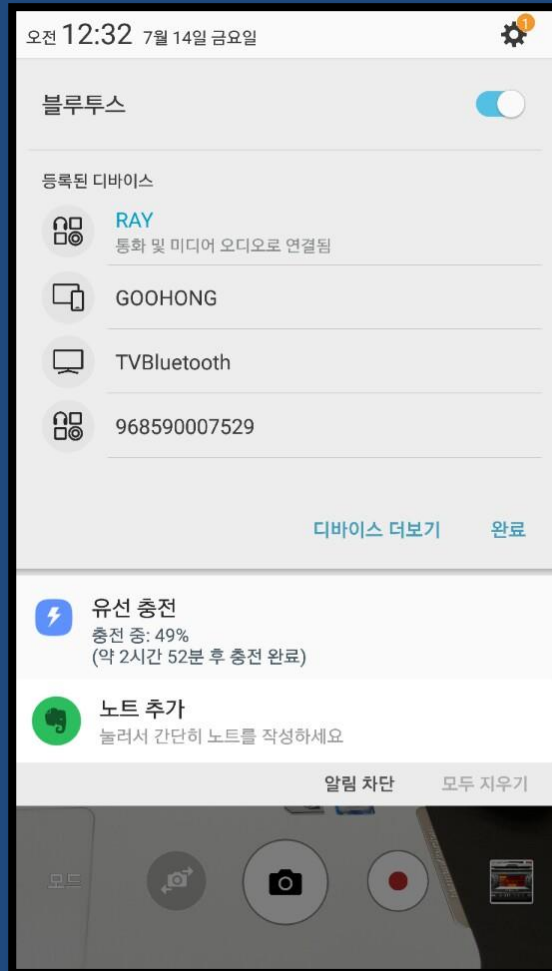 오전 12:32 7월 14일 금요일
1
블루투스
등록된 디바이스
RAY
통화 및 미디어 오디오로 연결됨
GOOHONG
TVBluetooth
968590007529
디바이스 더보기 완료
유선 충전
충전 중: 49%
(약 2시간 52분 후 충전 완료)
노트 추가
눌러서 간단히 노트를 작성하세요
알림 차단 모두 지우기
모드